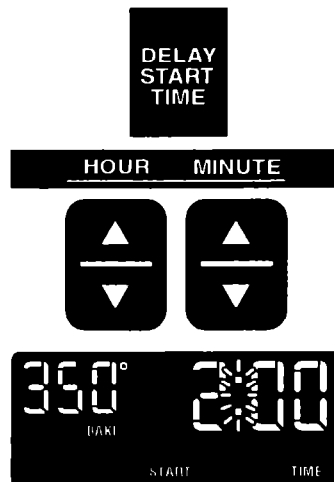 DELAY
START
TIME
HOUR MINUTE
350° 2:00
BAKE
START TIME